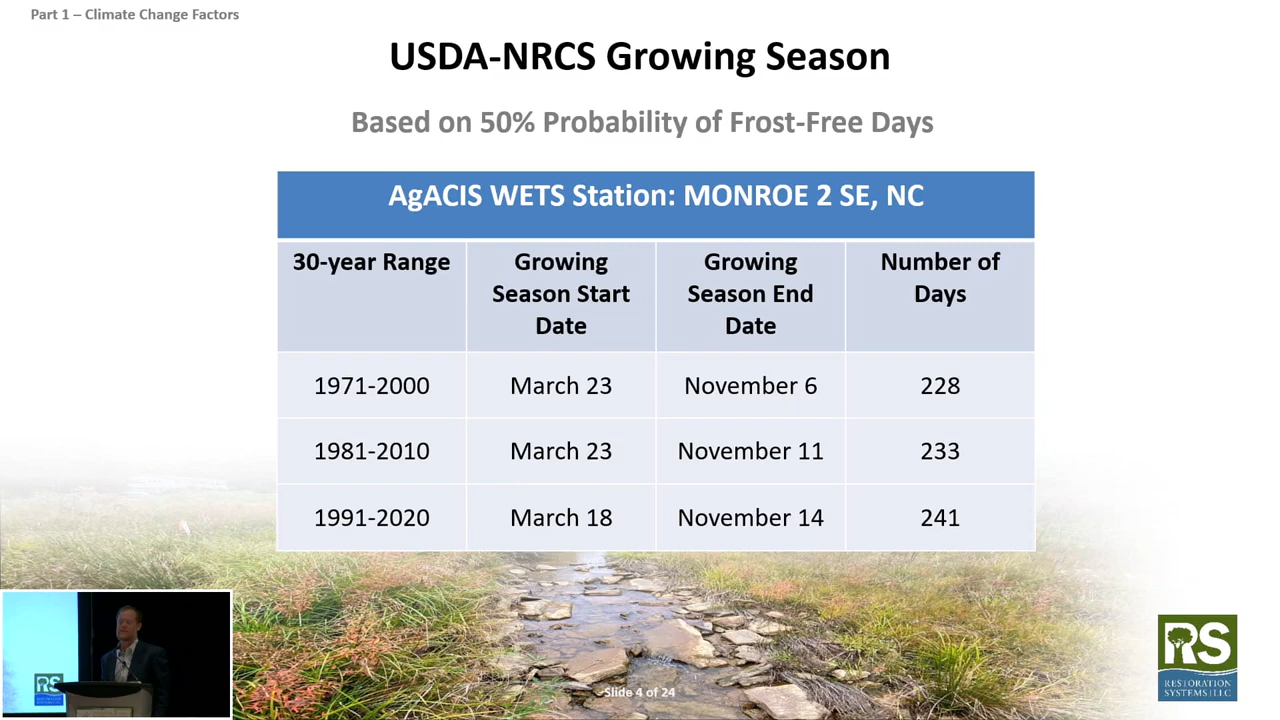 Part 1 – Climate Change Factors
USDA-NRCS Growing Season
Based on 50% Probability of Frost-Free Days
AgACIS WETS Station: MONROE 2 SE, NC
30-year Range
Growing
Season Start
Date
Growing
Season End
Date
Number of
Days
1971-2000
March 23
November 6
228
1981-2010
March 23
November 11
233
1991-2020
March 18
November 14
241
Slide 4 of 24
RS
RESTORATION
SYSTEMS | LLC
RS